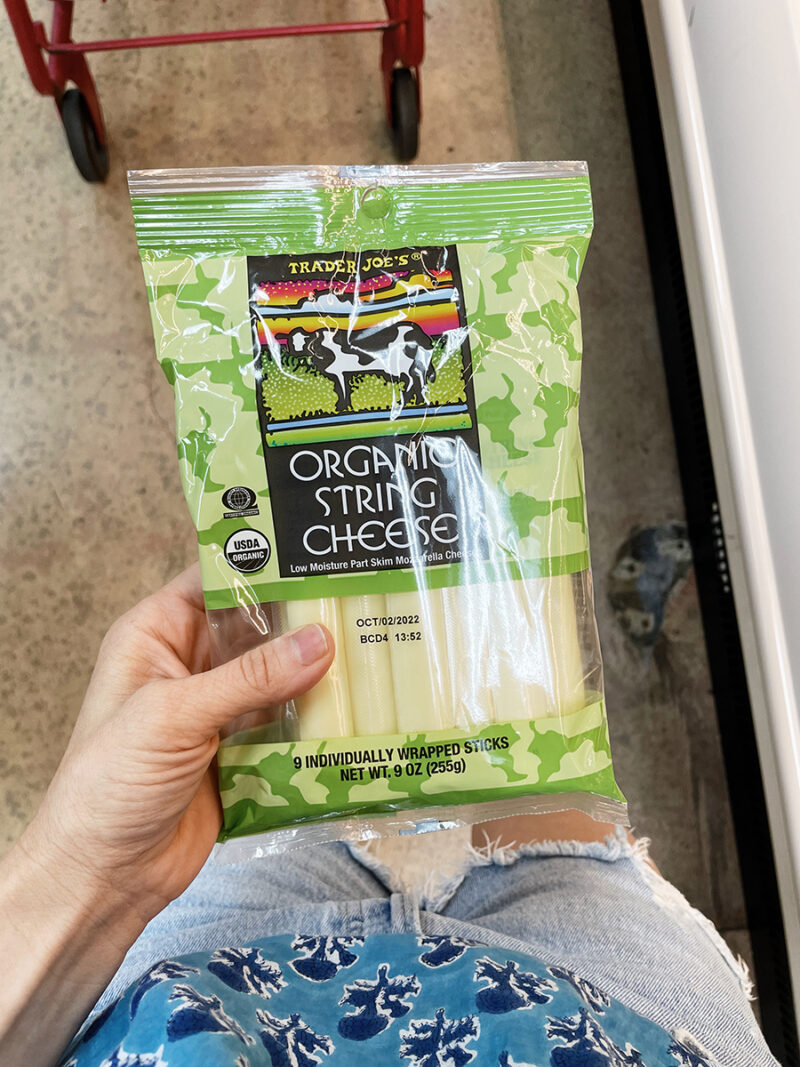 TRADER JOE'S®
ORGANIC
STRING
CHEESE
Low Moisture Part Skim Mozzarella Cheese
USDA
ORGANIC
OCT/02/2022
BCD4 13:52
9 INDIVIDUALLY WRAPPED STICKS
NET WT. 9 OZ (255g)